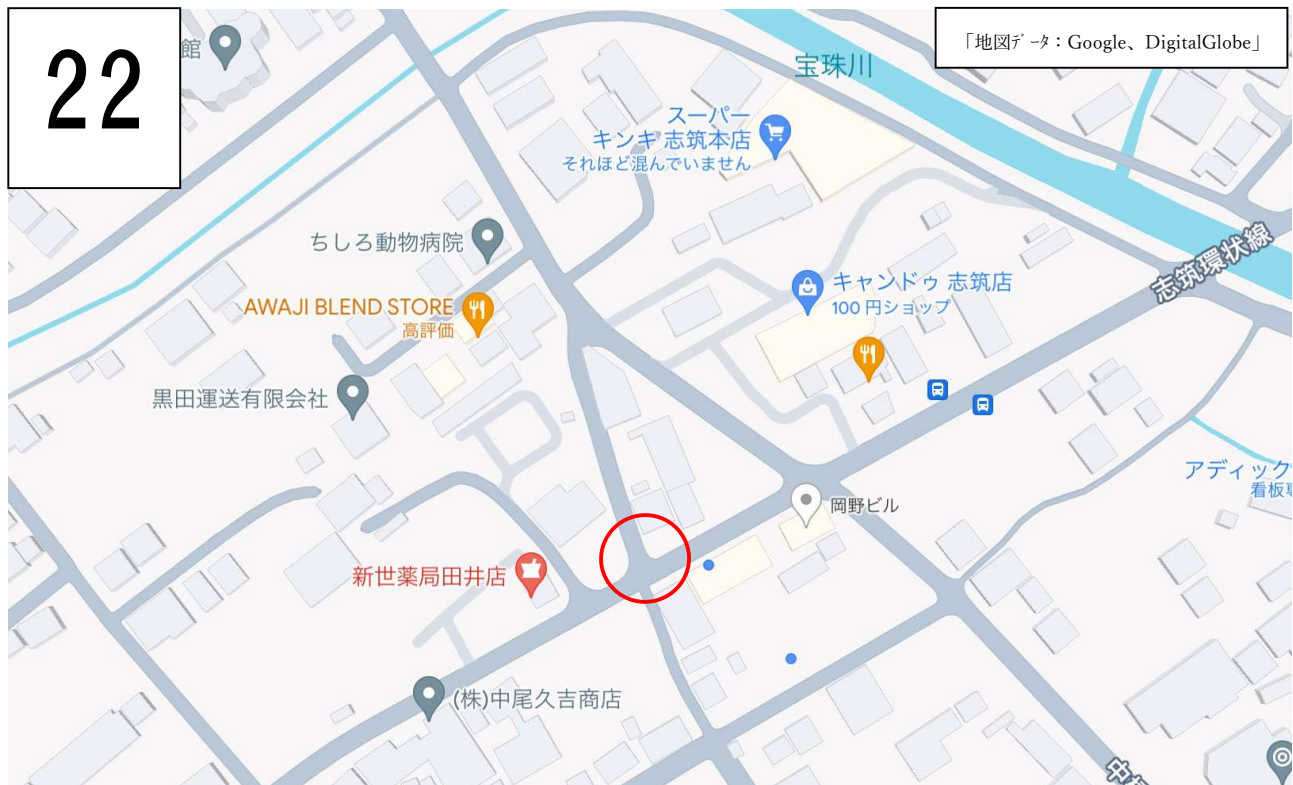 22
館
「地図ﾃﾞｰﾀ：Google、DigitalGlobe」
宝珠川
スーパー
キンキ 志筑本店
それほど混んでいません
ちしろ動物病院
志筑環状線
キャンドゥ 志筑店
100 円ショップ
AWAJI BLEND STORE
高評価
黒田運送有限会社
アディック
看板専
岡野ビル
新世薬局田井店
(株)中尾久吉商店